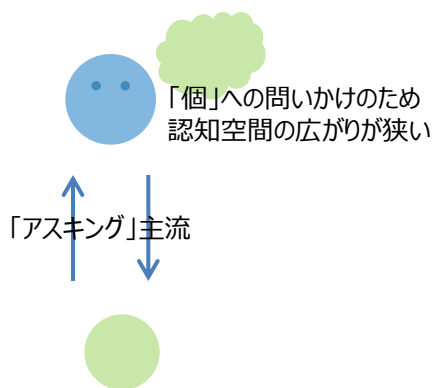 「個」への問いかけのため
認知空間の広がりが狭い
「アスキング」主流